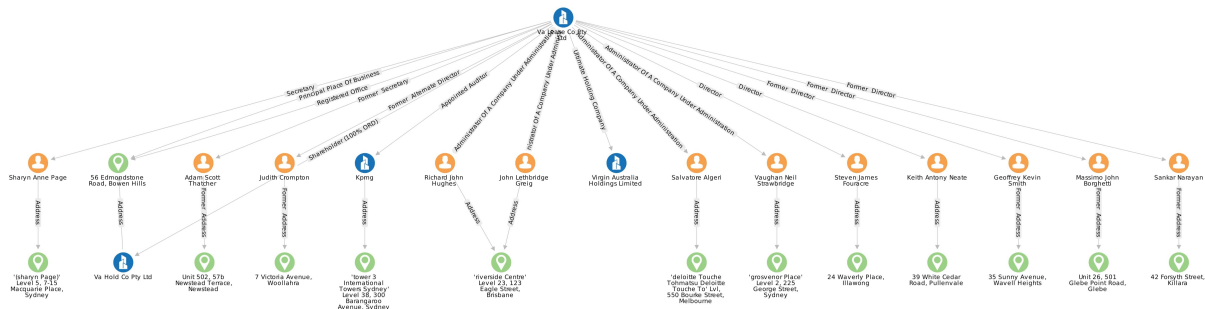 Va Lease Co Pty
Ltd
Secretary
Principal Place Of Business
Registered Office
Former Secretary
Former Alternate Director
Shareholder (100% ORD)
Appointed Auditor
Administrator Of A Company Under Administration
nistrator Of A Company Under Admini
Ultimate Holding Company
Administrator Of A Company Under Administration
Administrator Of A Company Under Administration
Director
Director
Former Director
Former Director
Former Director
Sharyn Anne Page
56 Edmondstone
Road, Bowen Hills
Adam Scott
Thatcher
Judith Crompton
Kpmg
Richard John
Hughes
John Lethbridge
Greig
Virgin Australia
Holdings Limited
Salvatore Algeri
Vaughan Neil
Strawbridge
Steven James
Fouracre
Keith Antony Neate
Geoffrey Kevin
Smith
Massimo John
Borghetti
Sankar Narayan
Address
Address
Former Address
Former Address
Address
Address
Address
Address
Address
Address
Address
Former Address
Former Address
Former Address
'(sharyn Page)'
Level 5, 7-15
Macquarie Place,
Sydney
Va Hold Co Pty Ltd
Unit 502, 57b
Newstead Terrace,
Newstead
7 Victoria Avenue,
Woollahra
'tower 3
International
Towers Sydney'
Level 38, 300
Barangaroo
Avenue, Sydney
'riverside Centre'
Level 23, 123
Eagle Street,
Brisbane
'deloitte Touche
Tohmatsu Deloitte
Touche To' Lvl,
550 Bourke Street,
Melbourne
'grosvenor Place'
Level 2, 225
George Street,
Sydney
24 Waverly Place,
Illawong
39 White Cedar
Road, Pullenvale
35 Sunny Avenue,
Wavell Heights
Unit 26, 501
Glebe Point Road,
Glebe
42 Forsyth Street,
Killara